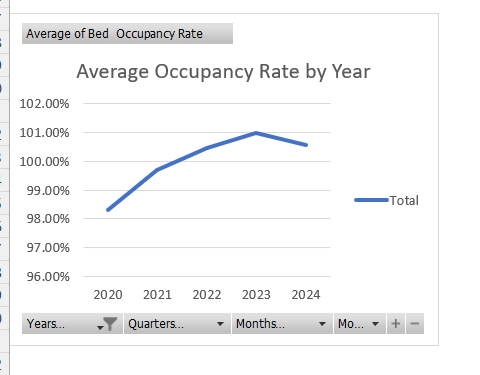 Average of Bed  Occupancy Rate
Average Occupancy Rate by Year
102.00%
101.00%
100.00%
99.00%
98.00%
97.00%
96.00%
2020 2021 2022 2023 2024
Total
Years... Quarters... Months... Mo... + −